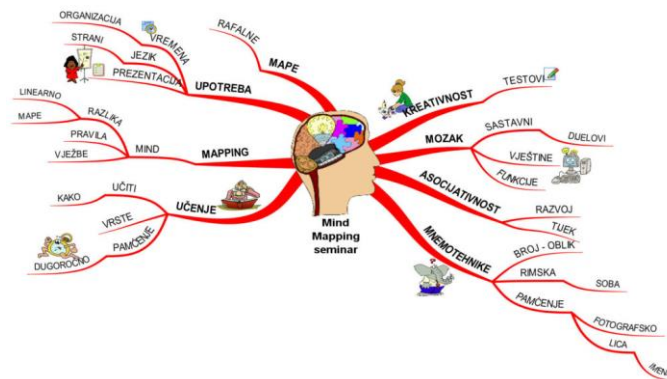 ORGANIZACIJA
VREMENA
STRANI
JEZIK
PREZENTACIJA
UPOTREBA
RAFALNE
MAPE
LINEARNO
MAPE
RAZLIKA
PRAVILA
VJEŽBE
MIND
MAPPING
KAKO
UČITI
VRSTE
PAMĆENJE
DUGOROČNO
UČENJE
Mind
Mapping
seminar
KREATIVNOST
TESTOVI
MOZAK
SASTAVNI
DIJELOVI
VJEŠTINE
FUNKCIJE
ASOCIJATIVNOST
RAZVOJ
TIJEK
MNEMOTEHNIKE
BROJ - OBLIK
RIMSKA
SOBA
PAMĆENJE
FOTOGRAFSKO
LICA